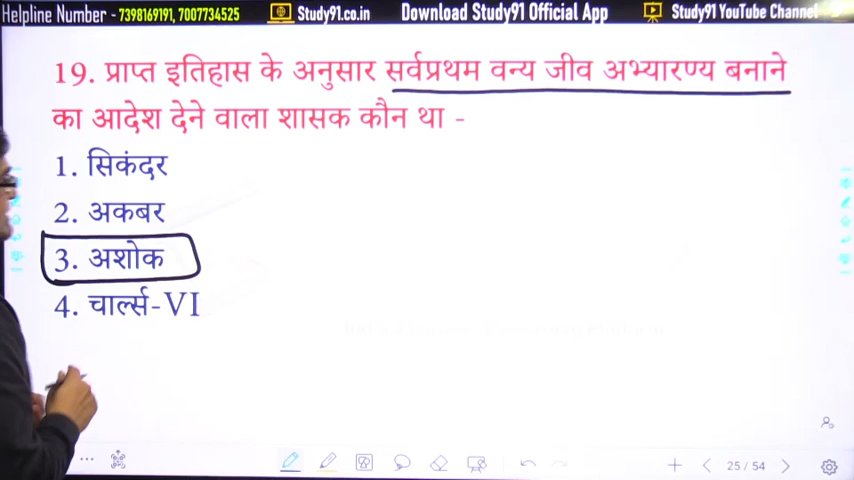 Helpline Number - 7398169191, 7007734525 Study91.co.in Download Study91 Official App Study91 YouTube Channel
19. प्राप्त इतिहास के अनुसार सर्वप्रथम वन्य जीव अभ्यारण्य बनाने
का आदेश देने वाला शासक कौन था -
1. सिकंदर
2. अकबर
3. अशोक
4. चार्ल्स-VI
25 / 54